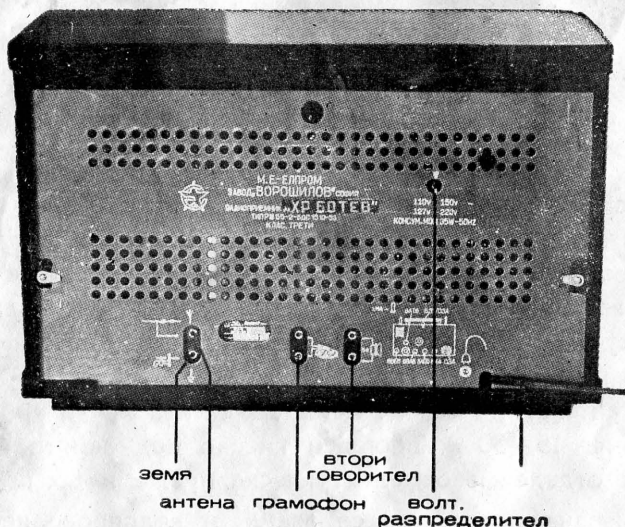 М.Е-ЕЛПРОМ
ЗАВОД „ВОРОШИЛОВ" СОФИЯ
РАДИОПРИЕМНИК „ХР. БОТЕВ"
КЛАС. ТРЕТИ
110v 150v
127v 220v
земя
антена
грамофон
втори
говорител
волт.
разпределител